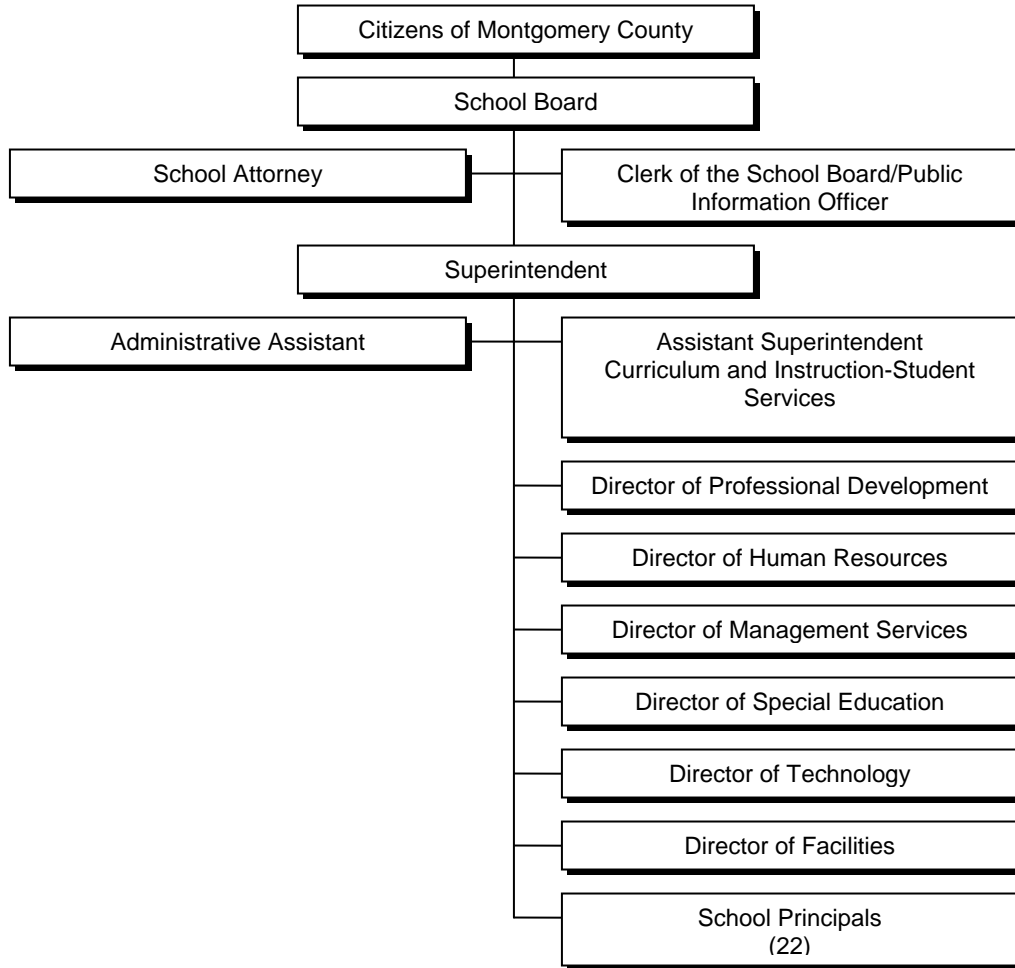 Citizens of Montgomery County
School Board
School Attorney
Clerk of the School Board/Public
Information Officer
Superintendent
Administrative Assistant
Assistant Superintendent
Curriculum and Instruction-Student
Services
Director of Professional Development
Director of Human Resources
Director of Management Services
Director of Special Education
Director of Technology
Director of Facilities
School Principals
(22)